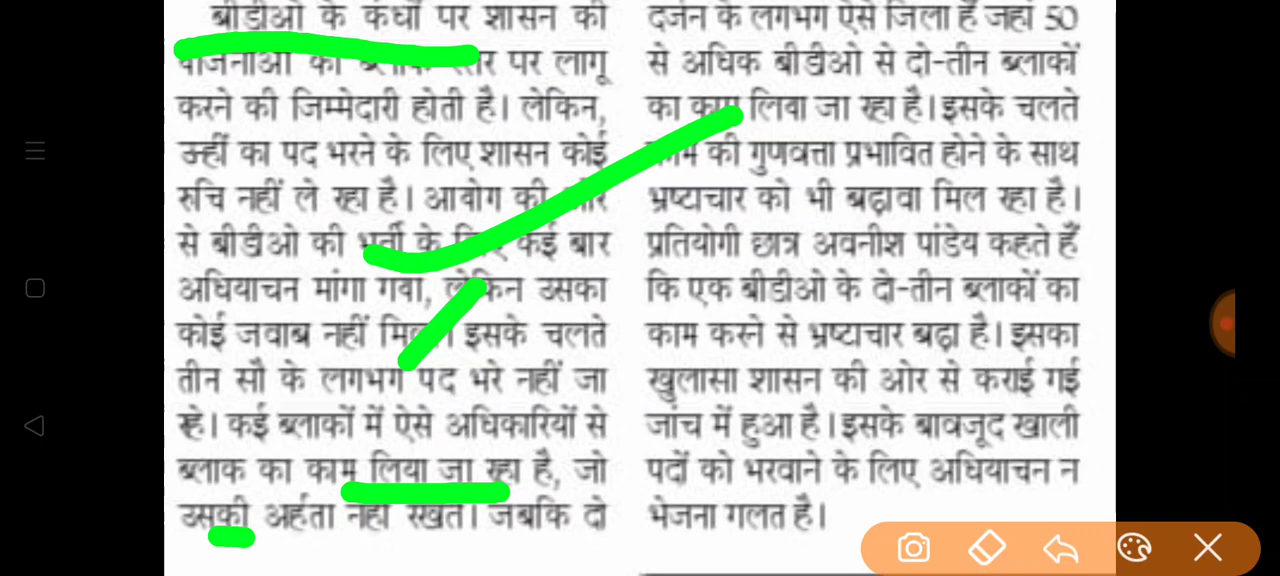 बीडीओ के कंधों पर शासन की
योजनाओं को ब्लाक स्तर पर लागू
करने की जिम्मेदारी होती है। लेकिन,
उन्हीं का पद भरने के लिए शासन कोई
रुचि नहीं ले रहा है। आयोग की ओर
से बीडीओ की भर्ती के लिए कई बार
अधियाचन मांगा गया, लेकिन उसका
कोई जवाब नहीं मिला। इसके चलते
तीन सौ के लगभग पद भरे नहीं जा
रहे। कई ब्लाकों में ऐसे अधिकारियों से
ब्लाक का काम लिया जा रहा है, जो
उसकी अर्हता नहीं रखते। जबकि दो
दर्जन के लगभग ऐसे जिला हैं जहां 50
से अधिक बीडीओ से दो-तीन ब्लाकों
का काम लिया जा रहा है। इसके चलते
काम की गुणवत्ता प्रभावित होने के साथ
भ्रष्टाचार को भी बढ़ावा मिल रहा है।
प्रतियोगी छात्र अवनीश पांडेय कहते हैं
कि एक बीडीओ के दो-तीन ब्लाकों का
काम करने से भ्रष्टाचार बढ़ा है। इसका
खुलासा शासन की ओर से कराई गई
जांच में हुआ है। इसके बावजूद खाली
पदों को भरवाने के लिए अधियाचन न
भेजना गलत है।